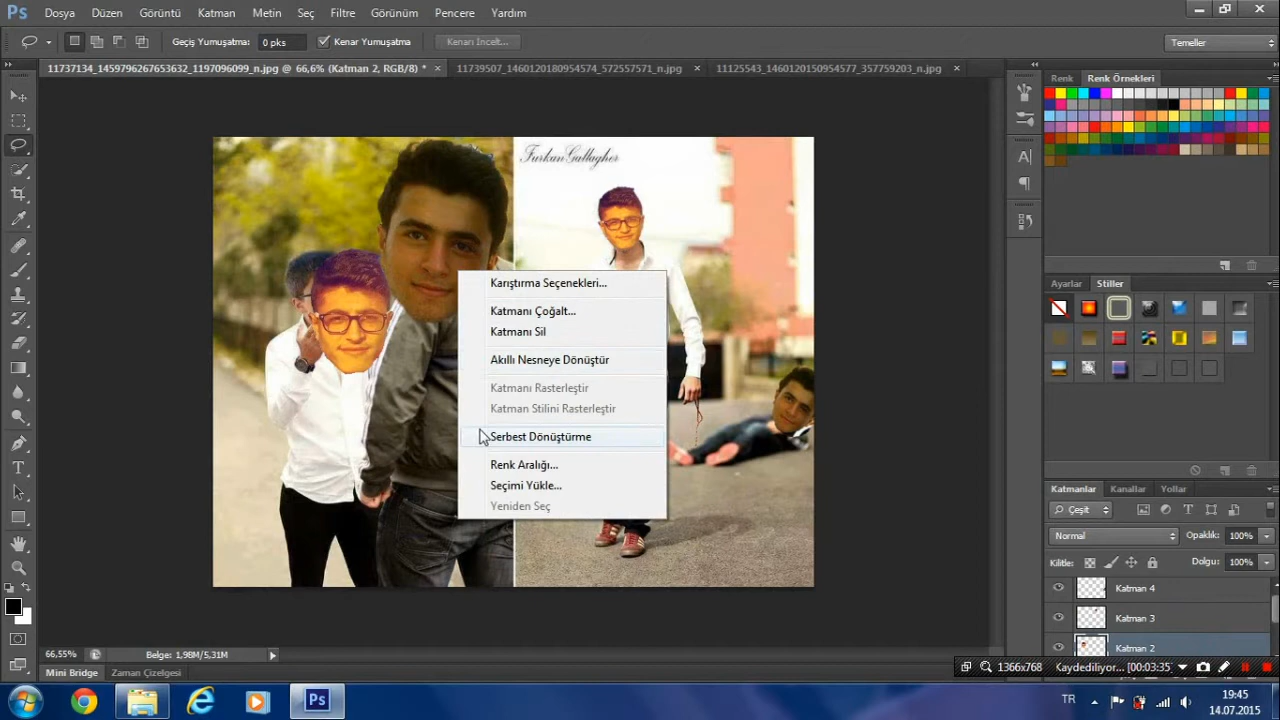 Ps Dosya Düzen Görüntü Katman Metin Seç Filtre Görünüm Pencere Yardım
Geçiş Yumuşatma: 0 pks Kenar Yumuşatma Kenarı İncelt... Temeller
11737134_1459796267653632_1197096099_n.jpg @ 66,6% (Katman 2, RGB/8) * × 11739507_1460120180954574_572557571_n.jpg × 11125543_1460120150954577_357759203_n.jpg ×
Renk Renk Örnekleri
FurkanGallagher
Karıştırma Seçenekleri...
Katmanı Çoğalt...
Katmanı Sil
Akıllı Nesneye Dönüştür
Katmanı Rasterleştir
Katman Stilini Rasterleştir
Serbest Dönüştürme
Renk Aralığı...
Seçimi Yükle...
Yeniden Seç
Ayarlar Stiller
Katmanlar Kanallar Yollar
Çeşit
Normal Opaklık: 100%
Kilitle: Dolgu: 100%
Katman 4
Katman 3
Katman 2
66,55% Belge: 1,98M/5,31M
Mini Bridge Zaman Çizelgesi
1366x768 Kaydediliyor... [00:03:35]
Ps TR 19:45
14.07.2015